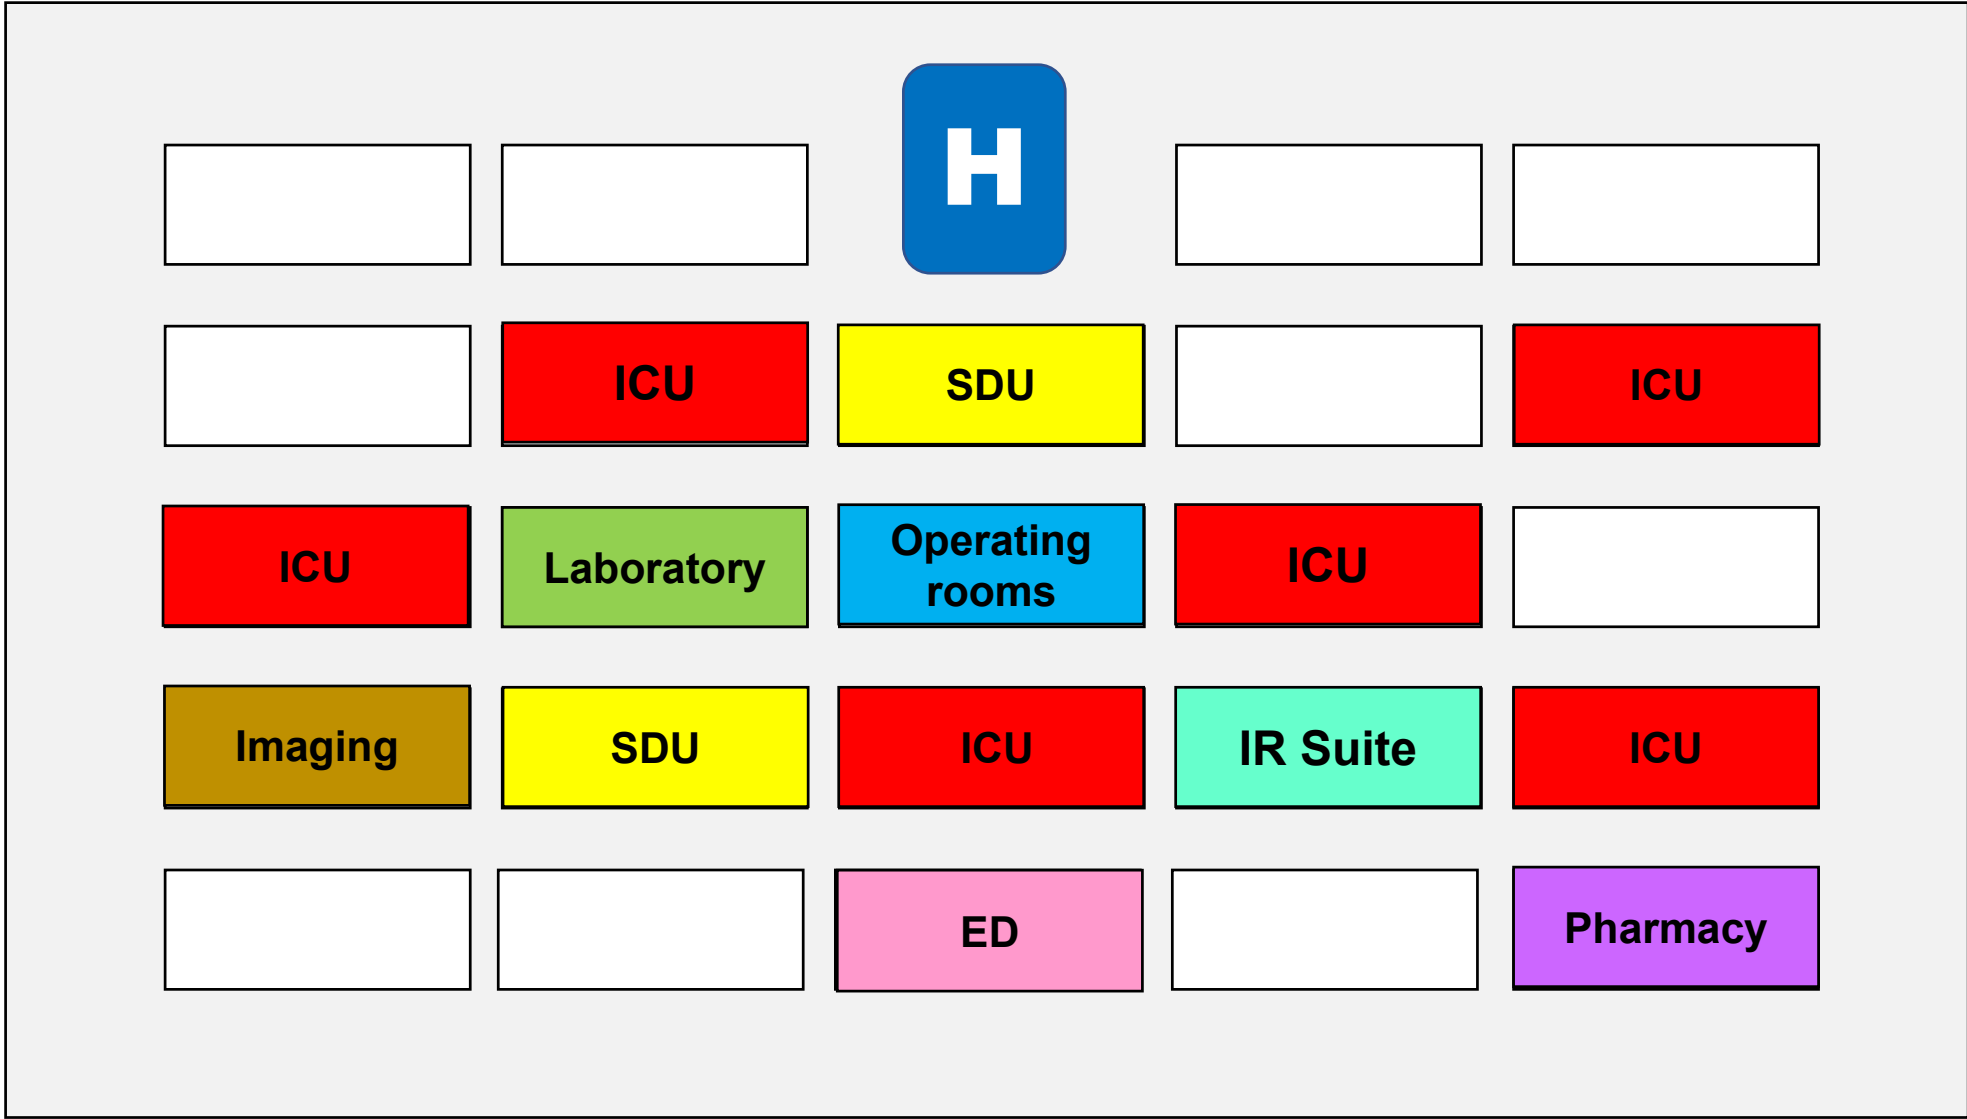 H
ICU
SDU
ICU
ICU
Laboratory
Operating
rooms
ICU
Imaging
SDU
ICU
IR Suite
ICU
ED
Pharmacy